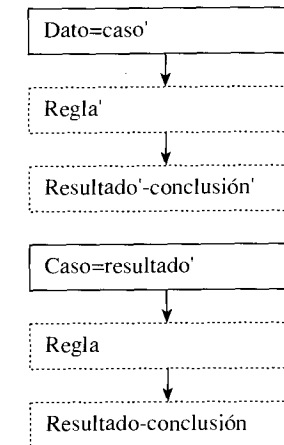 Dato=caso'
Regla'
Resultado'-conclusión'
Caso=resultado'
Regla
Resultado-conclusión